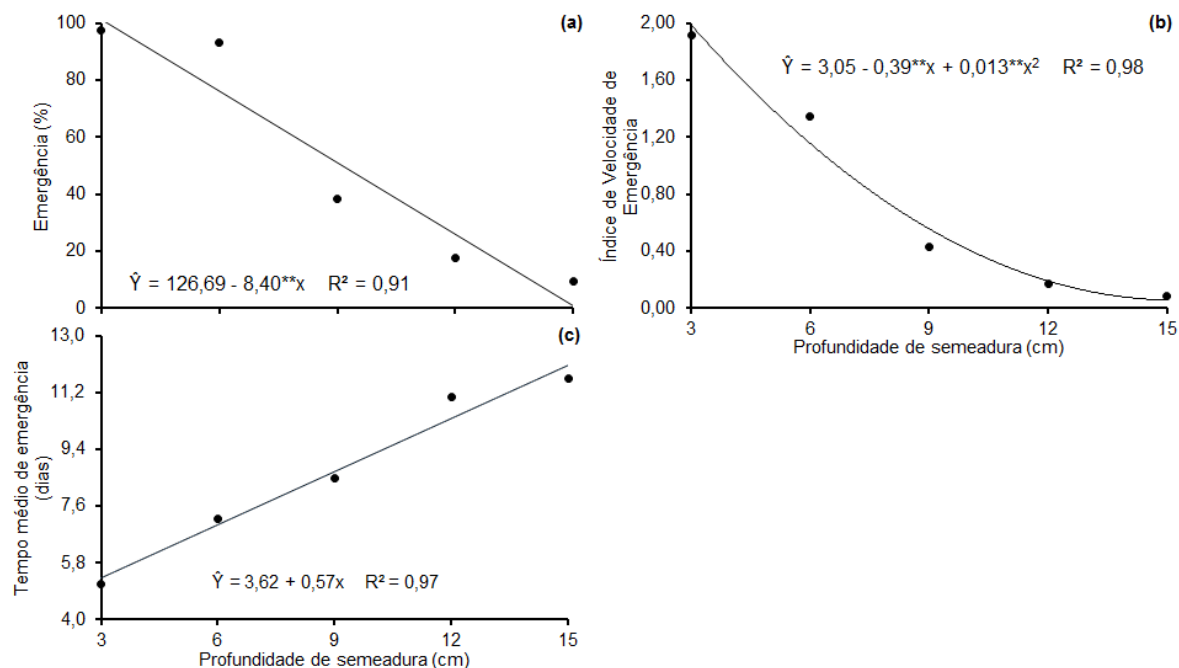 (a)
100
80
60
40
20
0
Emergência (%)
Ŷ = 126,69 - 8,40**x R² = 0,91
(b)
2,00
1,60
1,20
0,80
0,40
0,00
Índice de Velocidade de
Emergência
Ŷ = 3,05 - 0,39**x + 0,013**x² R² = 0,98
3 6 9 12 15
Profundidade de semeadura (cm)
(c)
13,0
11,2
9,4
7,6
5,8
4,0
Tempo médio de emergência
(dias)
Ŷ = 3,62 + 0,57x R² = 0,97
3 6 9 12 15
Profundidade de semeadura (cm)